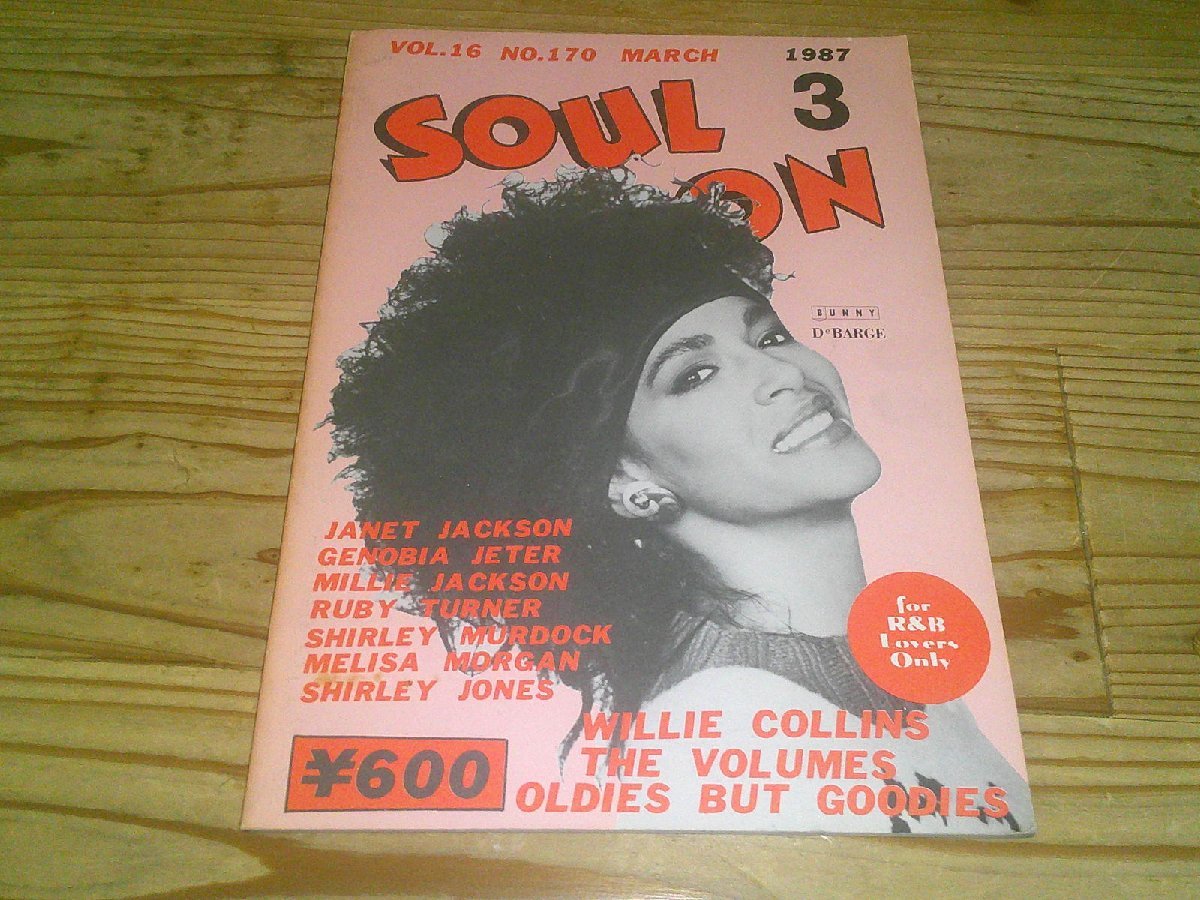 VOL.16 NO.170 MARCH 1987
3
SOUL
ON
BUNNY
DeBARGE
JANET JACKSON
GENOBIA JETER
MILLIE JACKSON
RUBY TURNER
SHIRLEY MURDOCK
MELISA MORGAN
SHIRLEY JONES
for
R&B
Lovers
Only
WILLIE COLLINS
THE VOLUMES
OLDIES BUT GOODIES
¥600